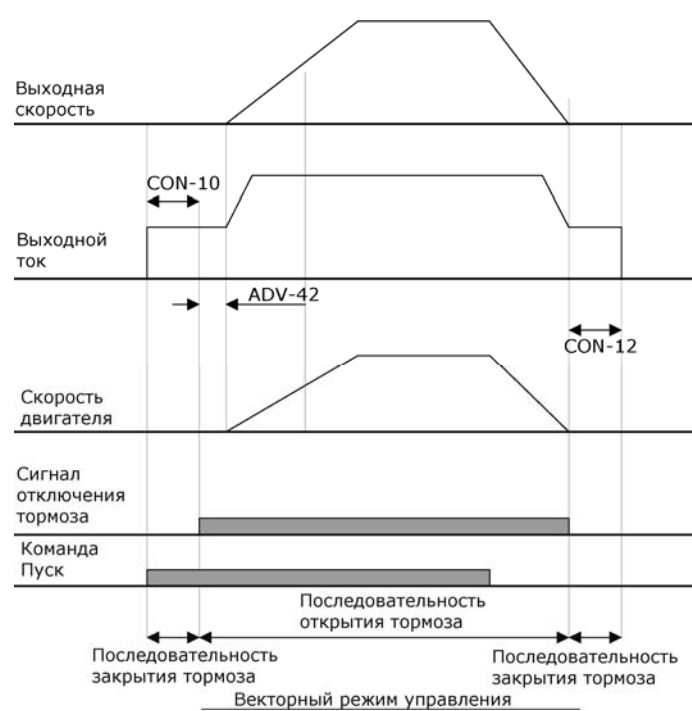 Выходная
скорость
CON-10
Выходной
ток
ADV-42
CON-12
Скорость
двигателя
Сигнал
отключения
тормоза
Команда
Пуск
Последовательность
открытия тормоза
Последовательность
закрытия тормоза
Последовательность
закрытия тормоза
Векторный режим управления